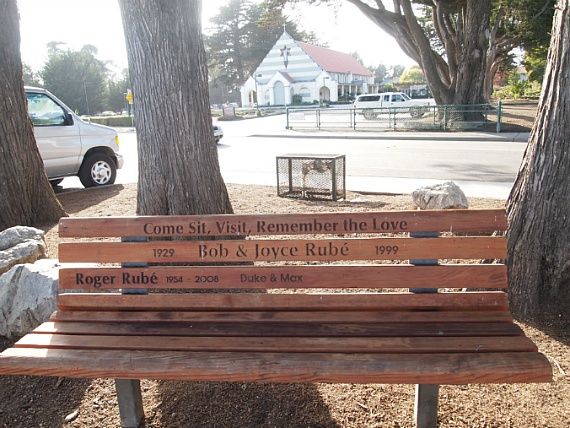 Come Sit, Visit, Remember the Love
1929 Bob & Joyce Rubé 1999
Roger Rubé 1954 - 2008 Duke & Max